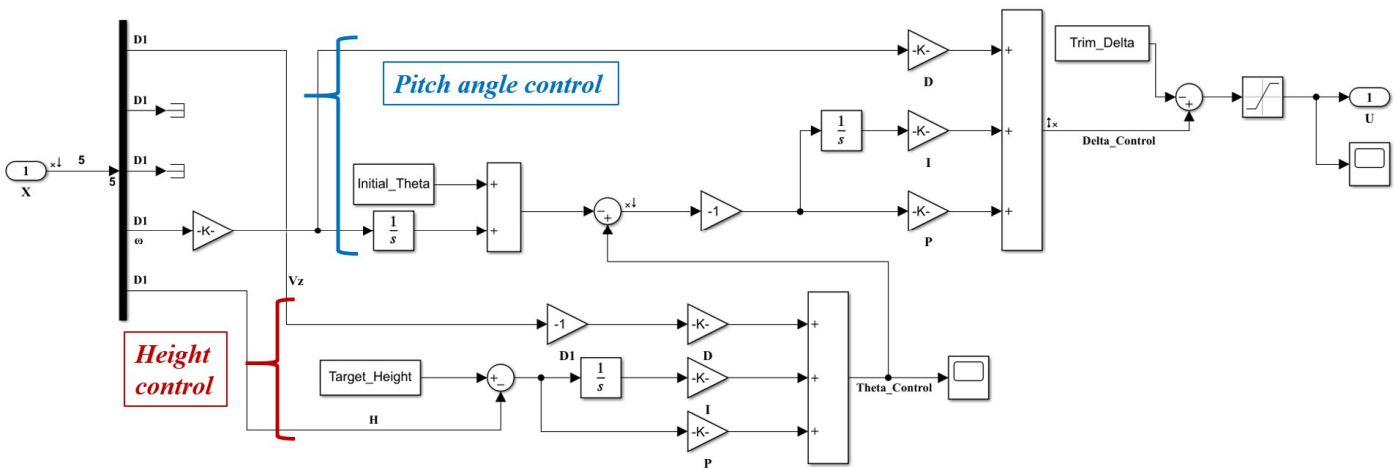 D1
Pitch angle control
-K-
D
+
Trim_Delta
D1
1
s
-K-
I
+
Delta_Control
−
+
1
U
1
X
5
5
D1
Initial_Theta
+
+
1
s
−
+
-1
-K-
P
+
D1
ω
-K-
D1
Vz
Height
control
-1
-K-
D
+
Target_Height
+
−
D1
1
s
-K-
I
+
Theta_Control
H
-K-
P
+